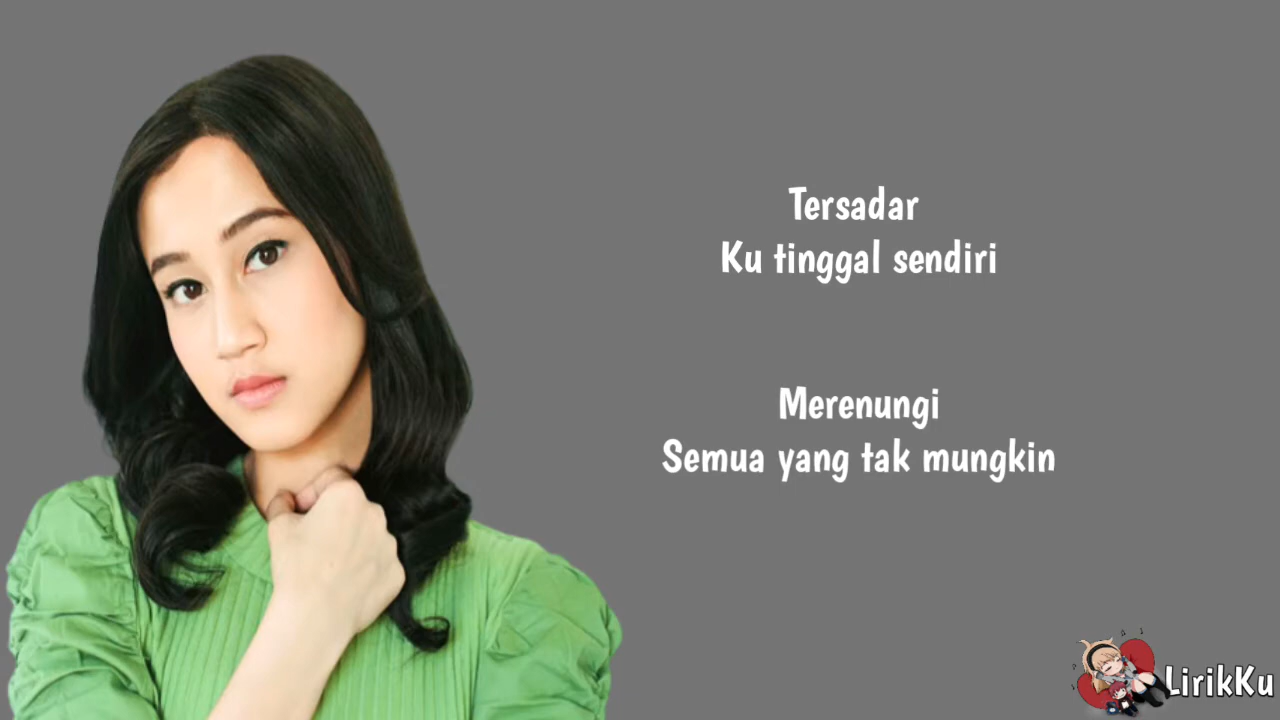 Tersadar
Ku tinggal sendiri
Merenungi
Semua yang tak mungkin
LirikKu